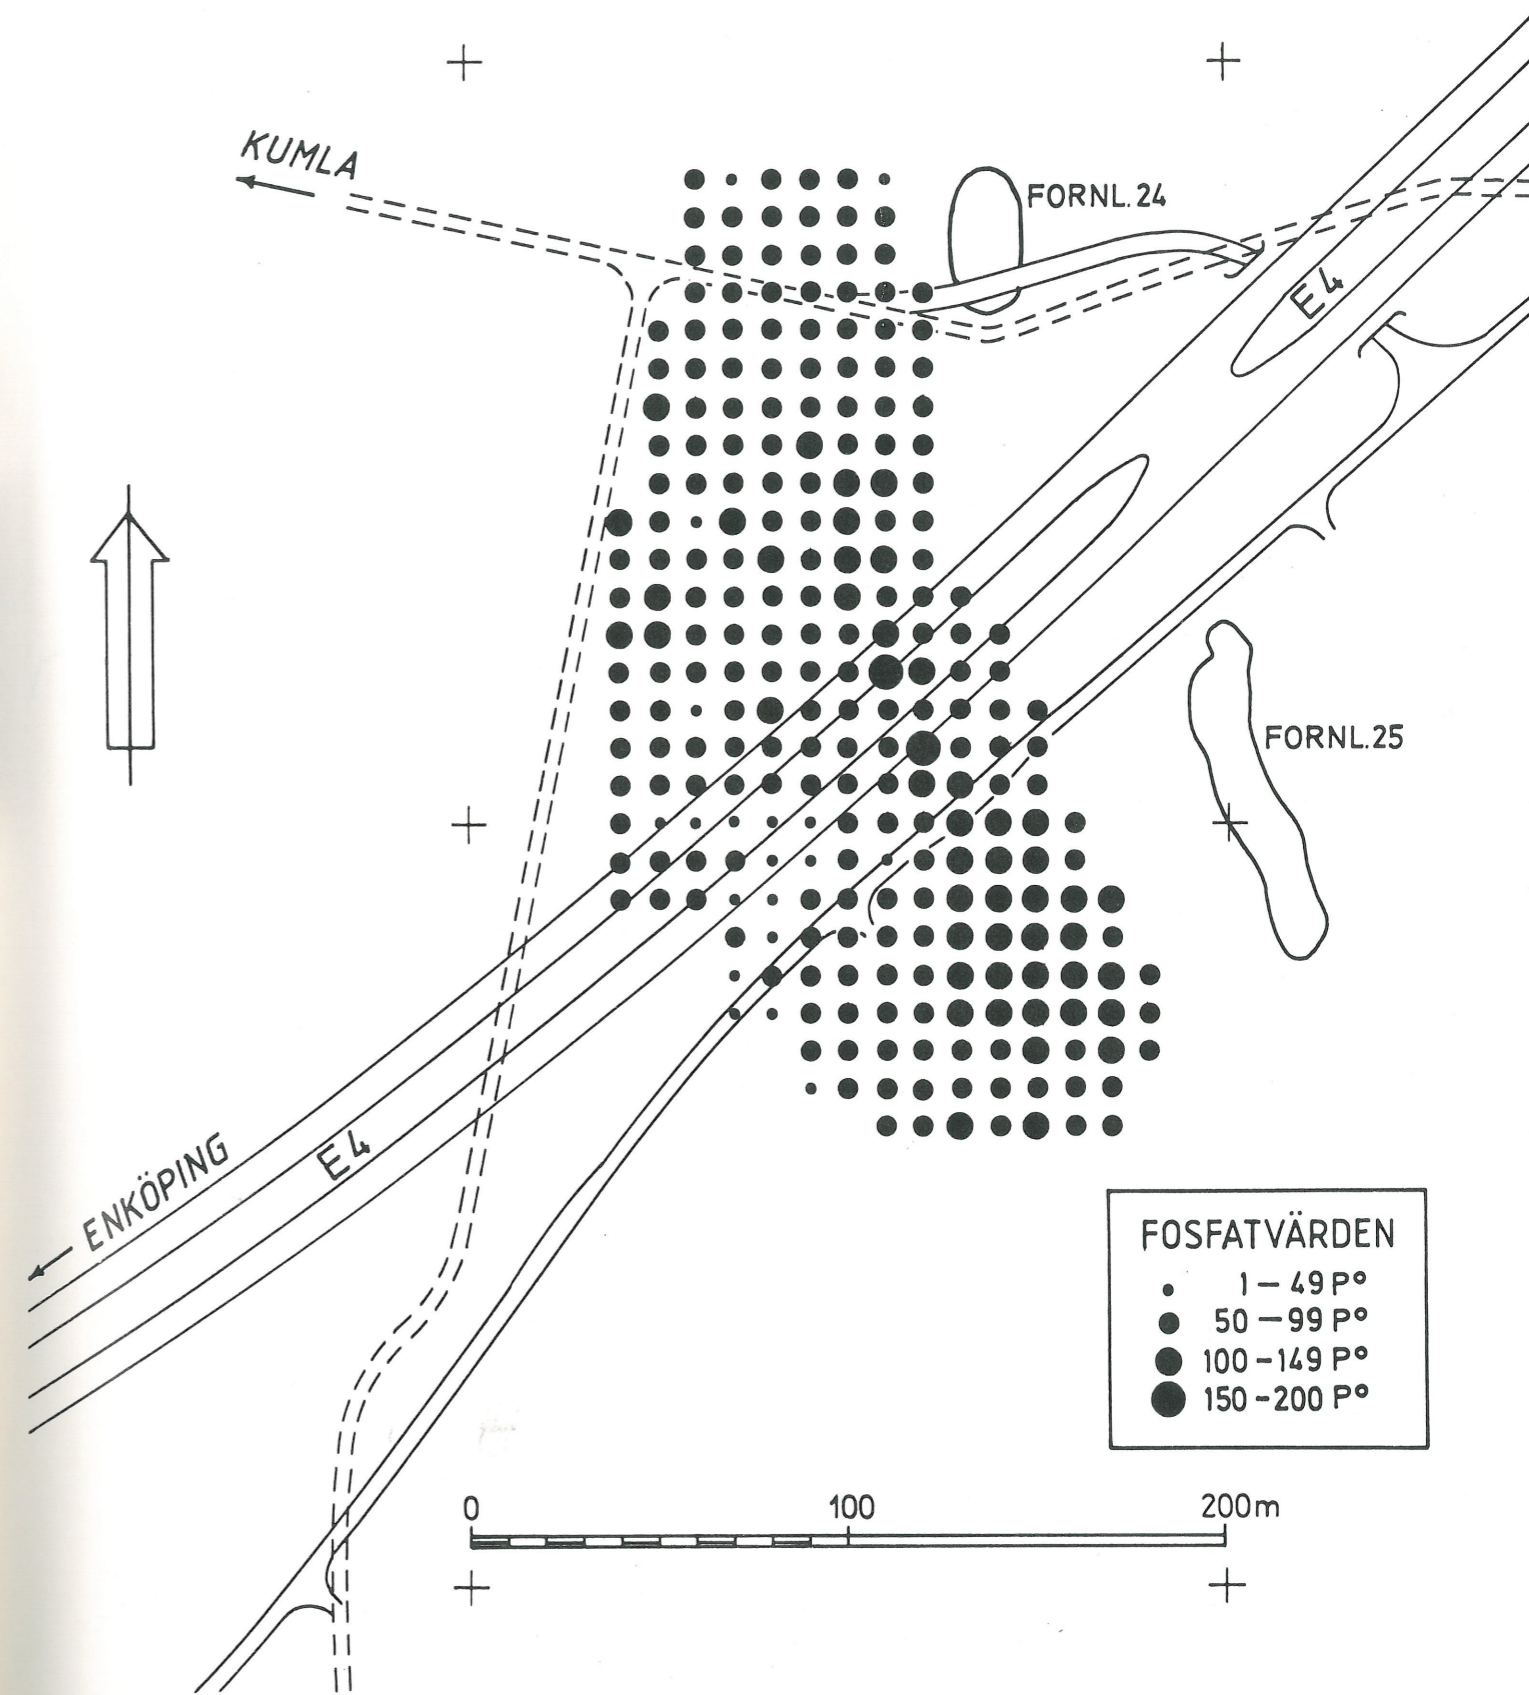 KUMLA
FORNL.24
E4
FORNL.25
ENKÖPING
E4
FOSFATVÄRDEN
1 – 49 P°
50 – 99 P°
100 – 149 P°
150 – 200 P°
0 100 200m